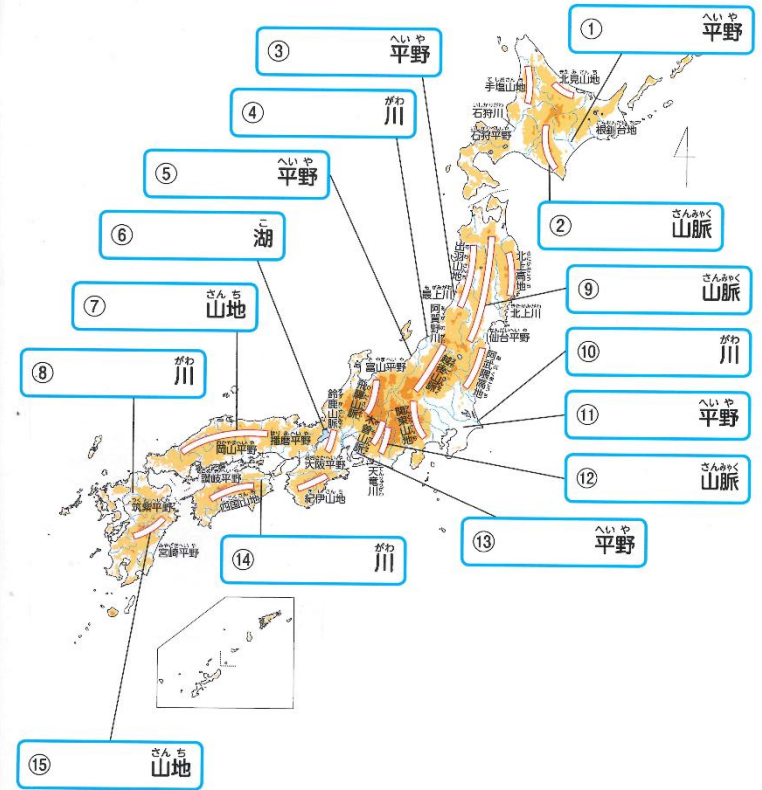 ① へいや 平野
③ へいや 平野
④ がわ 川
⑤ へいや 平野
⑥ こ 湖
⑦ さんち 山地
⑧ がわ 川
② さんみゃく 山脈
⑨ さんみゃく 山脈
⑩ がわ 川
⑪ へいや 平野
⑫ さんみゃく 山脈
⑬ へいや 平野
⑭ がわ 川
⑮ さんち 山地
手塩山地
北見山地
石狩川
石狩平野
根釧台地
出羽山地
北上高地
最上川
北上川
阿賀野川
仙台平野
越後山脈
阿武隈高地
富山平野
飛驒山脈
木曽山脈
関東山地
鈴鹿山脈
播磨平野
岡山平野
大阪平野
天竜川
讃岐平野
紀伊山地
四国山地
筑紫平野
宮崎平野